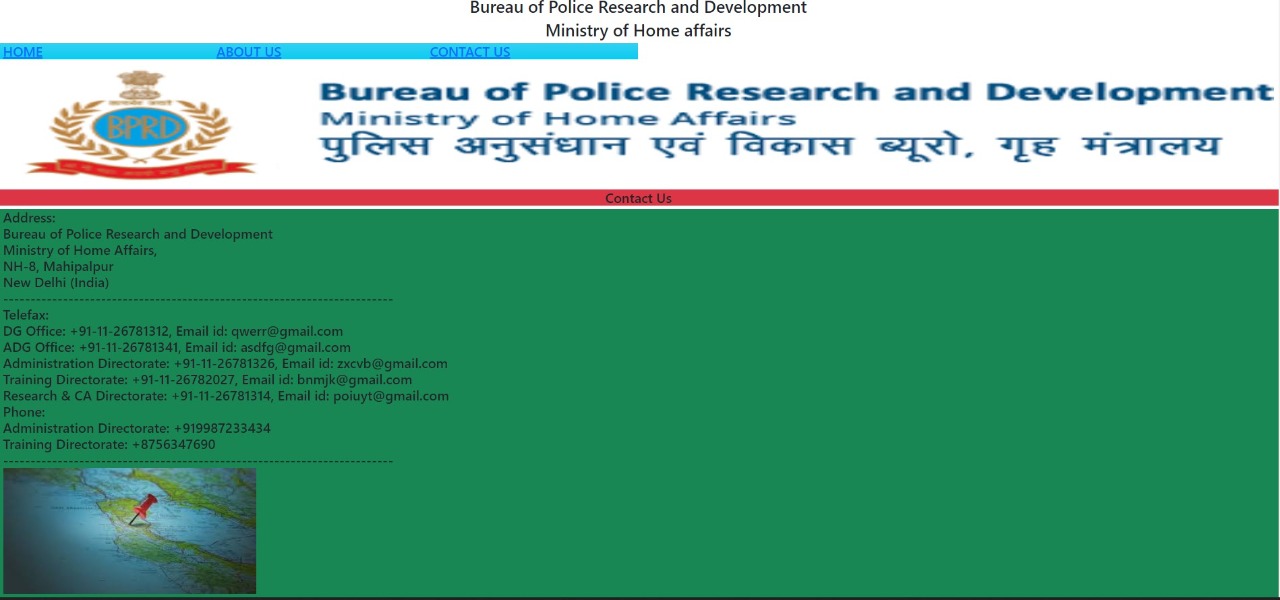 Bureau of Police Research and Development
Ministry of Home affairs
HOME ABOUT US CONTACT US
BPRD
Bureau of Police Research and Development
Ministry of Home Affairs
पुलिस अनुसंधान एवं विकास ब्यूरो, गृह मंत्रालय
Contact Us
Address:
Bureau of Police Research and Development
Ministry of Home Affairs,
NH-8, Mahipalpur
New Delhi (India)
------------------------------------------------------------------------
Telefax:
DG Office: +91-11-26781312, Email id: qwerr@gmail.com
ADG Office: +91-11-26781341, Email id: asdfg@gmail.com
Administration Directorate: +91-11-26781326, Email id: zxcvb@gmail.com
Training Directorate: +91-11-26782027, Email id: bnmjk@gmail.com
Research & CA Directorate: +91-11-26781314, Email id: poiuyt@gmail.com
Phone:
Administration Directorate: +919987233434
Training Directorate: +8756347690
------------------------------------------------------------------------